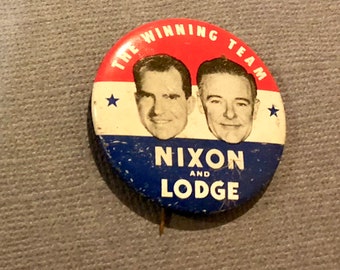 THE WINNING TEAM
NIXON
AND
LODGE